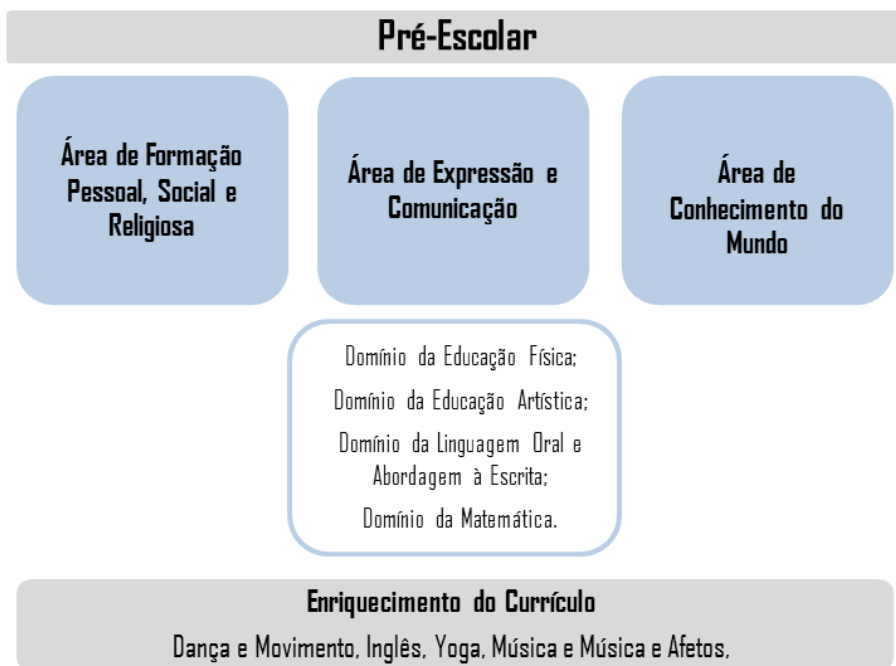 Pré-Escolar
Área de Formação
Pessoal, Social e
Religiosa
Área de Expressão e
Comunicação
Área de
Conhecimento do
Mundo
Domínio da Educação Física;
Domínio da Educação Artística;
Domínio da Linguagem Oral e
Abordagem à Escrita;
Domínio da Matemática.
Enriquecimento do Currículo
Dança e Movimento, Inglês, Yoga, Música e Música e Afetos,